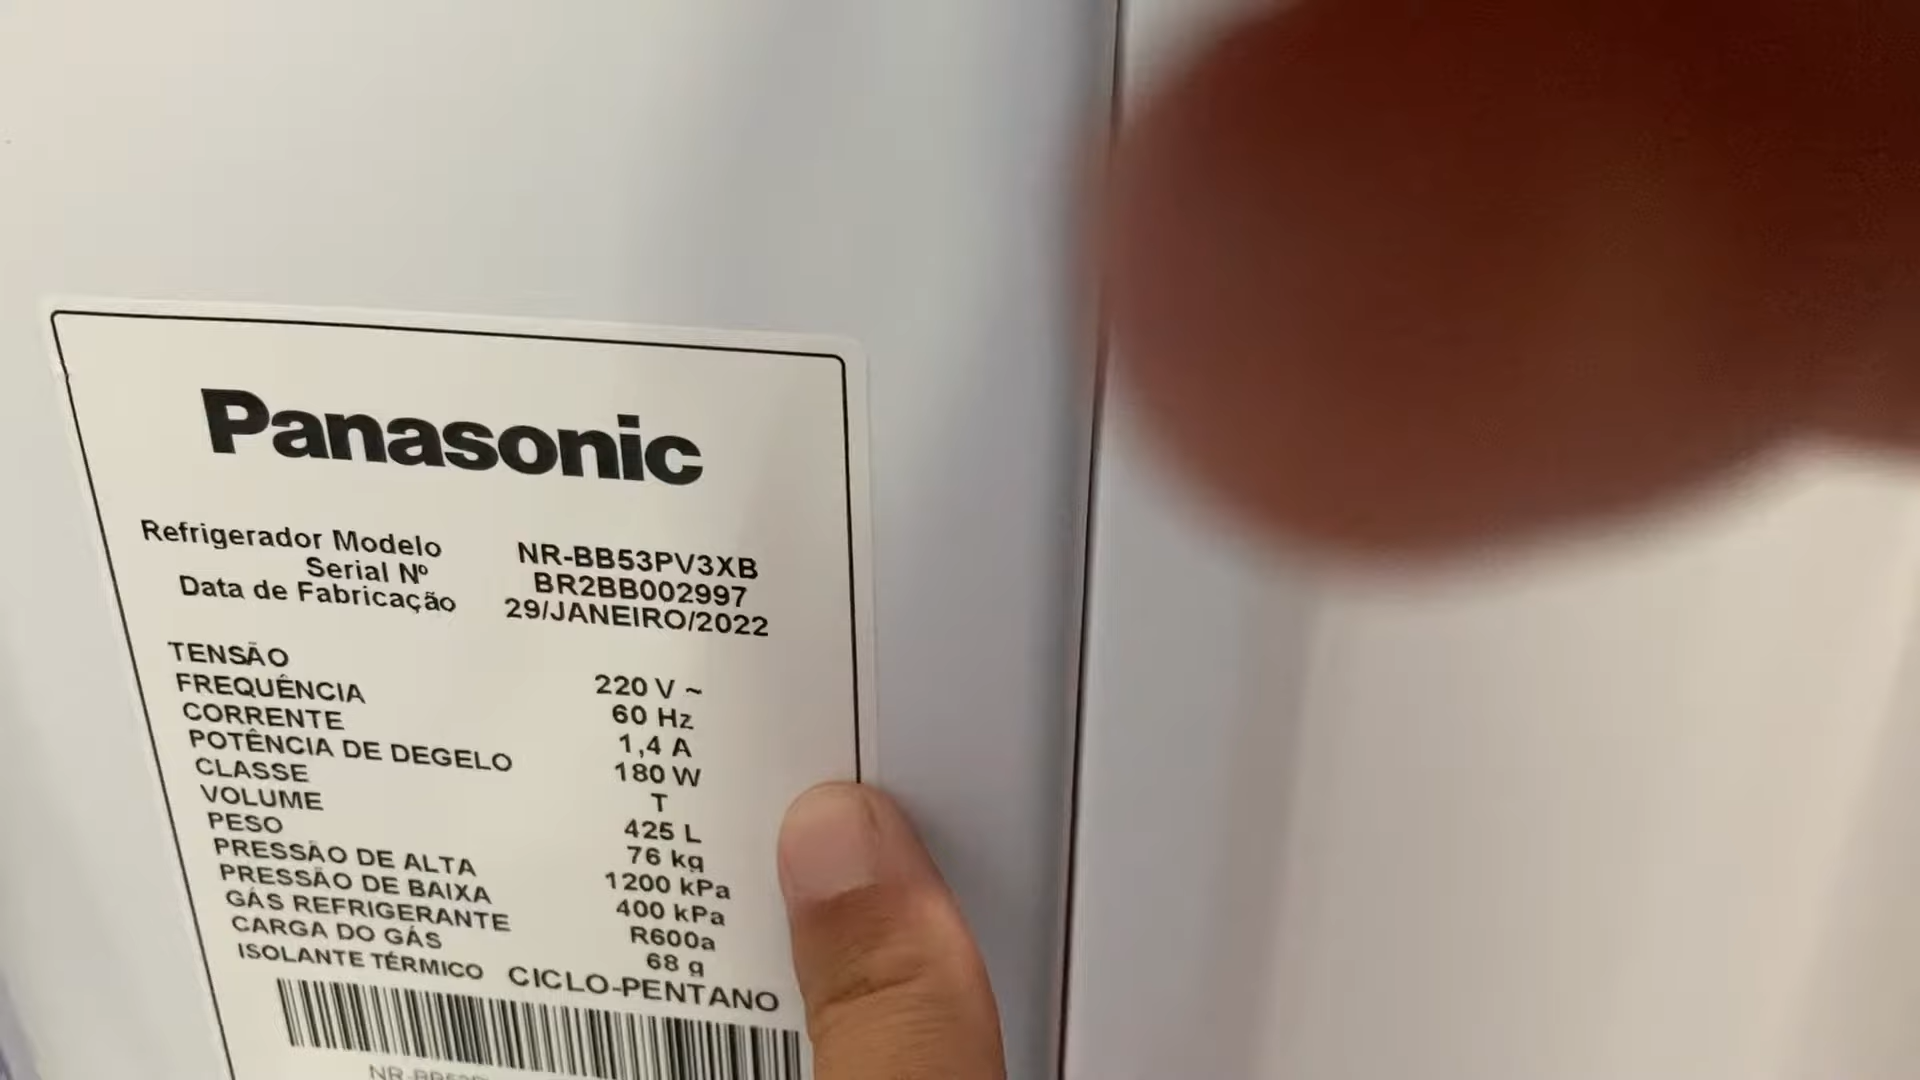 Panasonic
Refrigerador Modelo NR-BB53PV3XB
Serial Nº BR2BB002997
Data de Fabricação 29/JANEIRO/2022
TENSÃO 220 V ~
FREQUÊNCIA 60 Hz
CORRENTE 1,4 A
POTÊNCIA DE DEGELO 180 W
CLASSE T
VOLUME 425 L
PESO 76 kg
PRESSÃO DE ALTA 1200 kPa
PRESSÃO DE BAIXA 400 kPa
GÁS REFRIGERANTE R600a
CARGA DO GÁS 68 g
ISOLANTE TÉRMICO CICLO-PENTANO